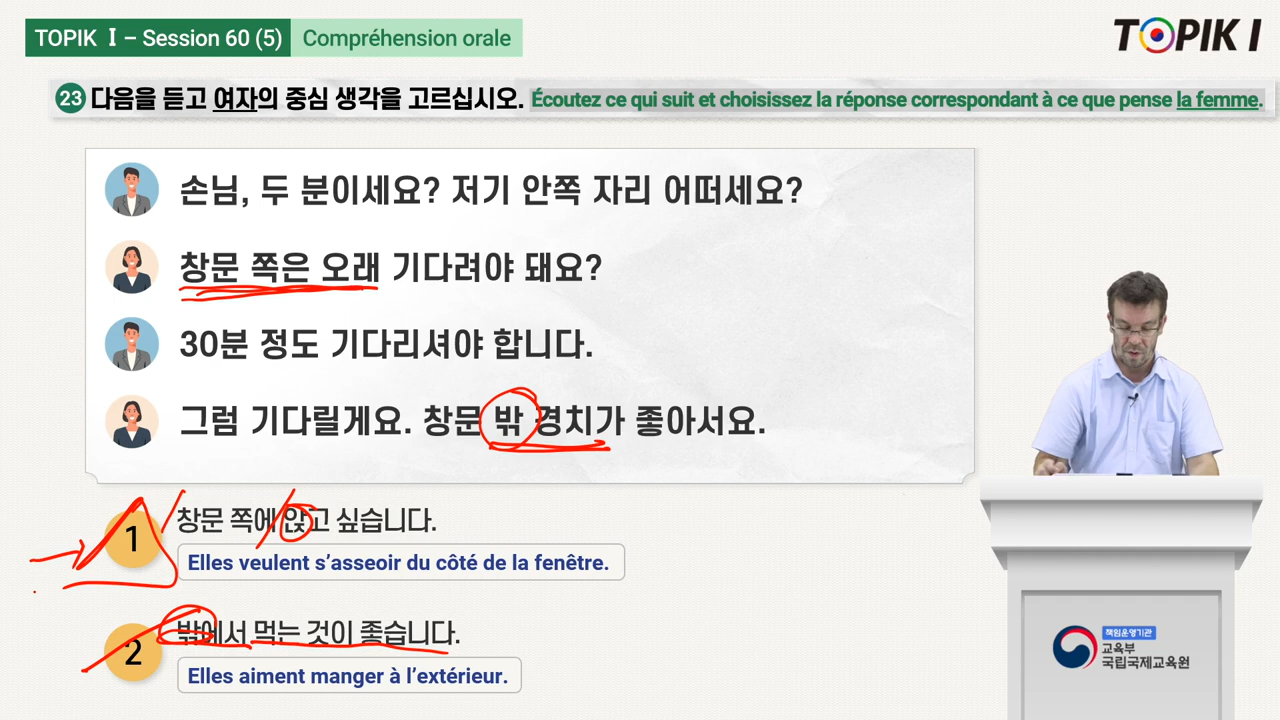 TOPIK Ⅰ – Session 60 (5) Compréhension orale
TOPIK I
23 다음을 듣고 여자의 중심 생각을 고르십시오. Écoutez ce qui suit et choisissez la réponse correspondant à ce que pense la femme.
손님, 두 분이세요? 저기 안쪽 자리 어떠세요?
창문 쪽은 오래 기다려야 돼요?
30분 정도 기다리셔야 합니다.
그럼 기다릴게요. 창문 밖 경치가 좋아서요.
1 창문 쪽에 앉고 싶습니다.
Elles veulent s’asseoir du côté de la fenêtre.
2 밖에서 먹는 것이 좋습니다.
Elles aiment manger à l’extérieur.
책임운영기관
교육부
국립국제교육원